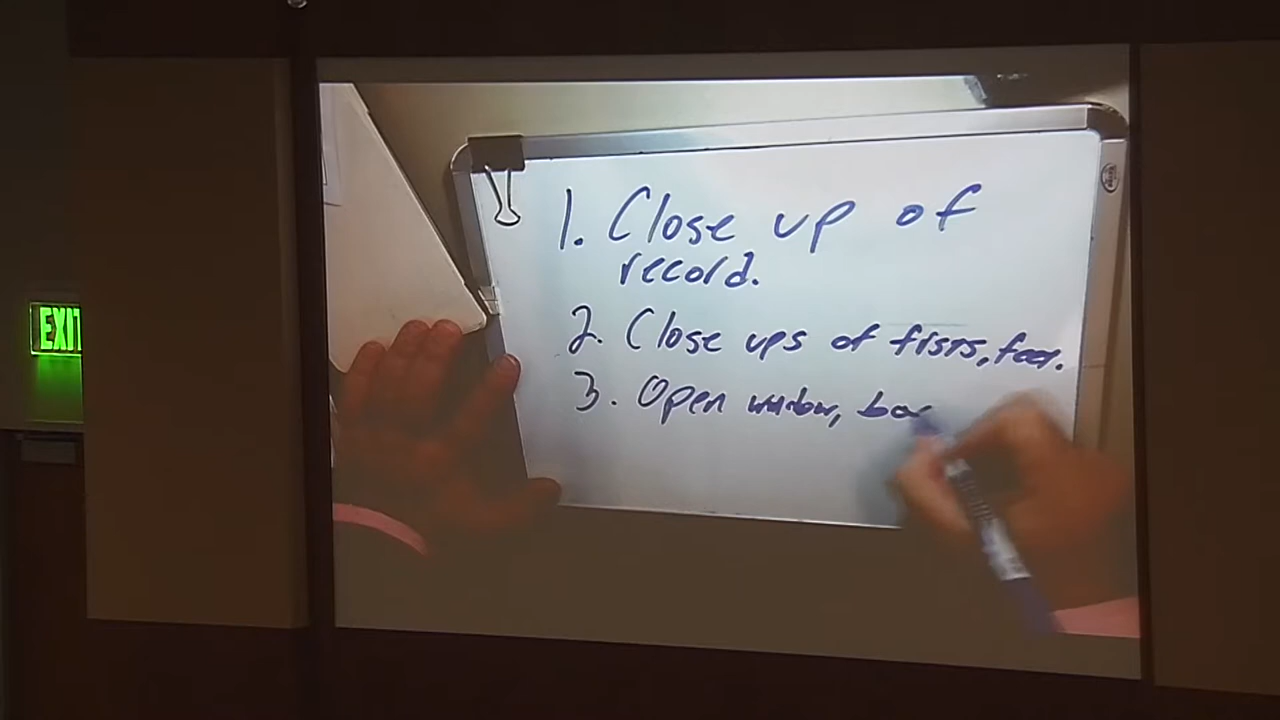 EXIT
1. Close up of
record.
2. Close ups of fists, feet.
3. Open window,